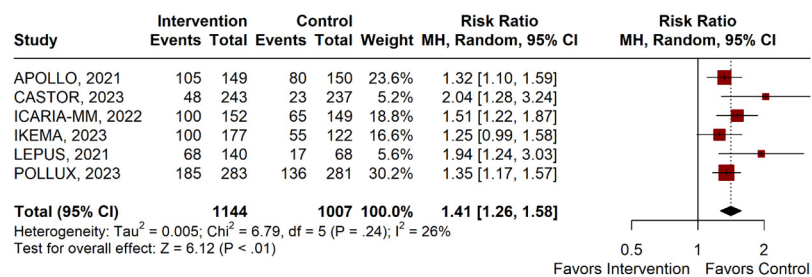 Intervention Control Risk Ratio Risk Ratio
Study Events Total Events Total Weight MH, Random, 95% CI MH, Random, 95% CI
APOLLO, 2021 105 149 80 150 23.6% 1.32 [1.10, 1.59]
CASTOR, 2023 48 243 23 237 5.2% 2.04 [1.28, 3.24]
ICARIA-MM, 2022 100 152 65 149 18.8% 1.51 [1.22, 1.87]
IKEMA, 2023 100 177 55 122 16.6% 1.25 [0.99, 1.58]
LEPUS, 2021 68 140 17 68 5.6% 1.94 [1.24, 3.03]
POLLUX, 2023 185 283 136 281 30.2% 1.35 [1.17, 1.57]
Total (95% CI) 1144 1007 100.0% 1.41 [1.26, 1.58]
Heterogeneity: Tau² = 0.005; Chi² = 6.79, df = 5 (P = .24); I² = 26%
Test for overall effect: Z = 6.12 (P < .01)
0.5 1 2
Favors Intervention Favors Control